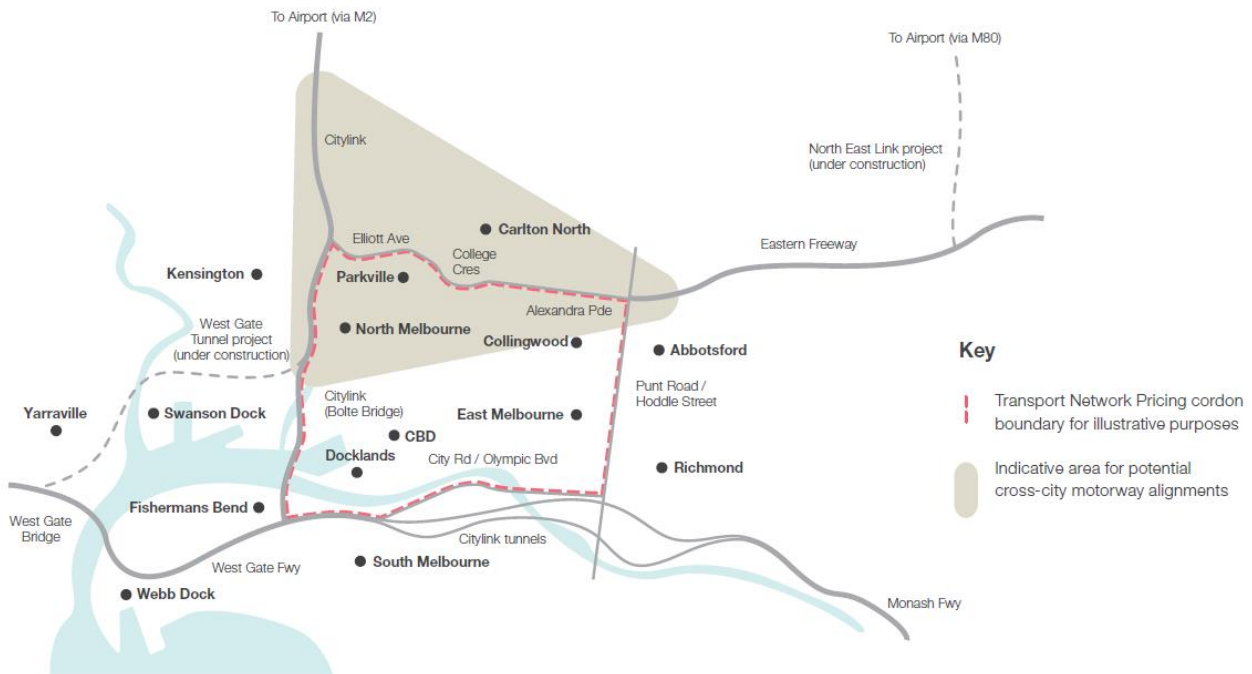 To Airport (via M2)
To Airport (via M80)
Citylink
North East Link project
(under construction)
Carlton North
Elliott Ave
College
Cres
Eastern Freeway
Kensington
Parkville
Alexandra Pde
West Gate
Tunnel project
(under construction)
North Melbourne
Collingwood
Abbotsford
Key
Punt Road /
Hoddle Street
Citylink
(Bolte Bridge)
Transport Network Pricing cordon
boundary for illustrative purposes
Yarraville
Swanson Dock
East Melbourne
CBD
Docklands
City Rd / Olympic Blvd
Richmond
Indicative area for potential
cross-city motorway alignments
Fishermans Bend
West Gate
Bridge
Citylink tunnels
West Gate Fwy
South Melbourne
Webb Dock
Monash Fwy